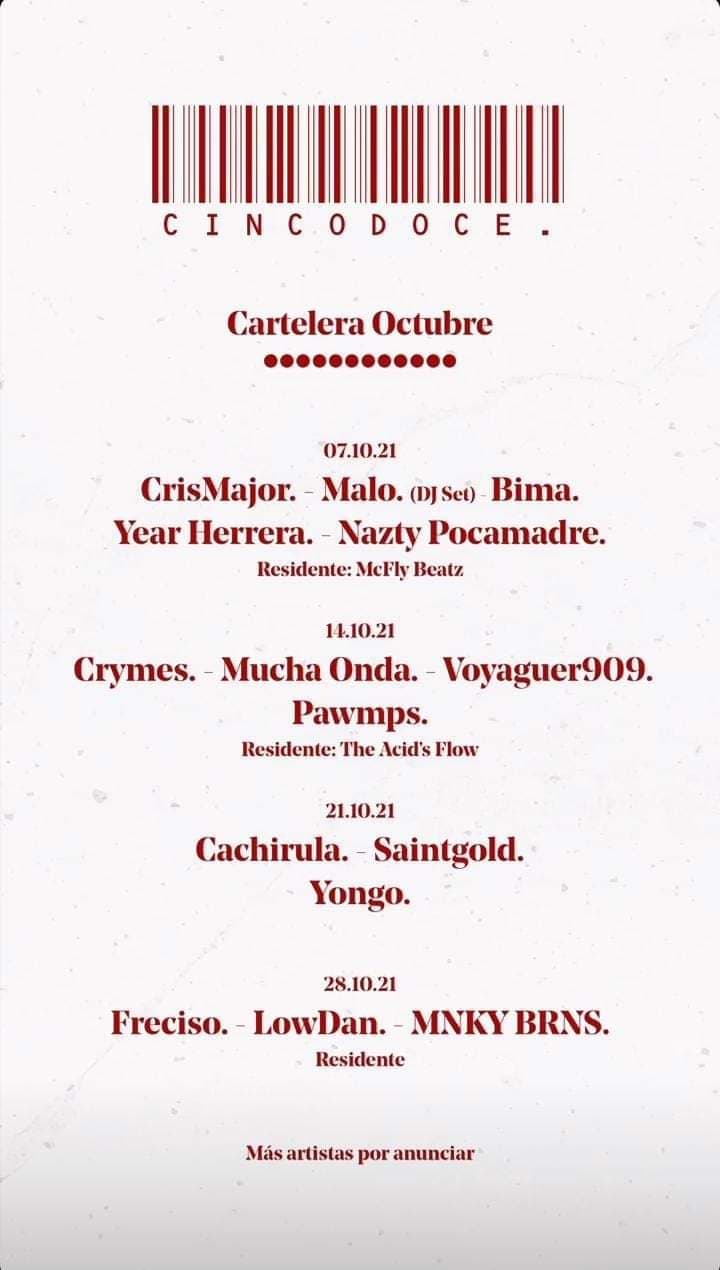 CINCODOCE.
Cartelera Octubre
07.10.21
CrisMajor. - Malo. (DJ Set) - Bima.
Year Herrera. - Nazty Pocamadre.
Residente: McFly Beatz
14.10.21
Crymes. - Mucha Onda. - Voyaguer909.
Pawmps.
Residente: The Acid's Flow
21.10.21
Cachirula. - Saintgold.
Yongo.
28.10.21
Freciso. - LowDan. - MNKY BRNS.
Residente
Más artistas por anunciar